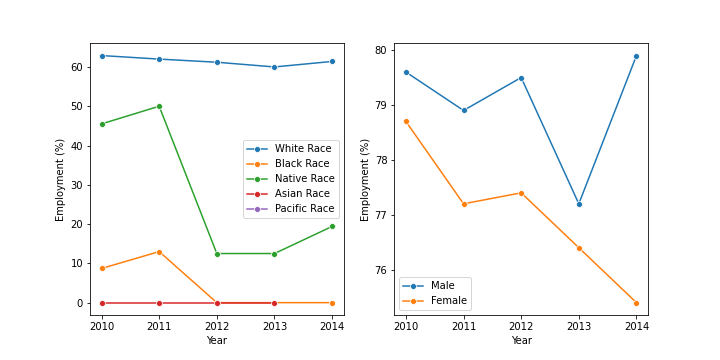 60
50
40
30
20
10
0
Employment (%)
White Race
Black Race
Native Race
Asian Race
Pacific Race
2010 2011 2012 2013 2014
Year
80
79
78
77
76
Employment (%)
Male
Female
2010 2011 2012 2013 2014
Year